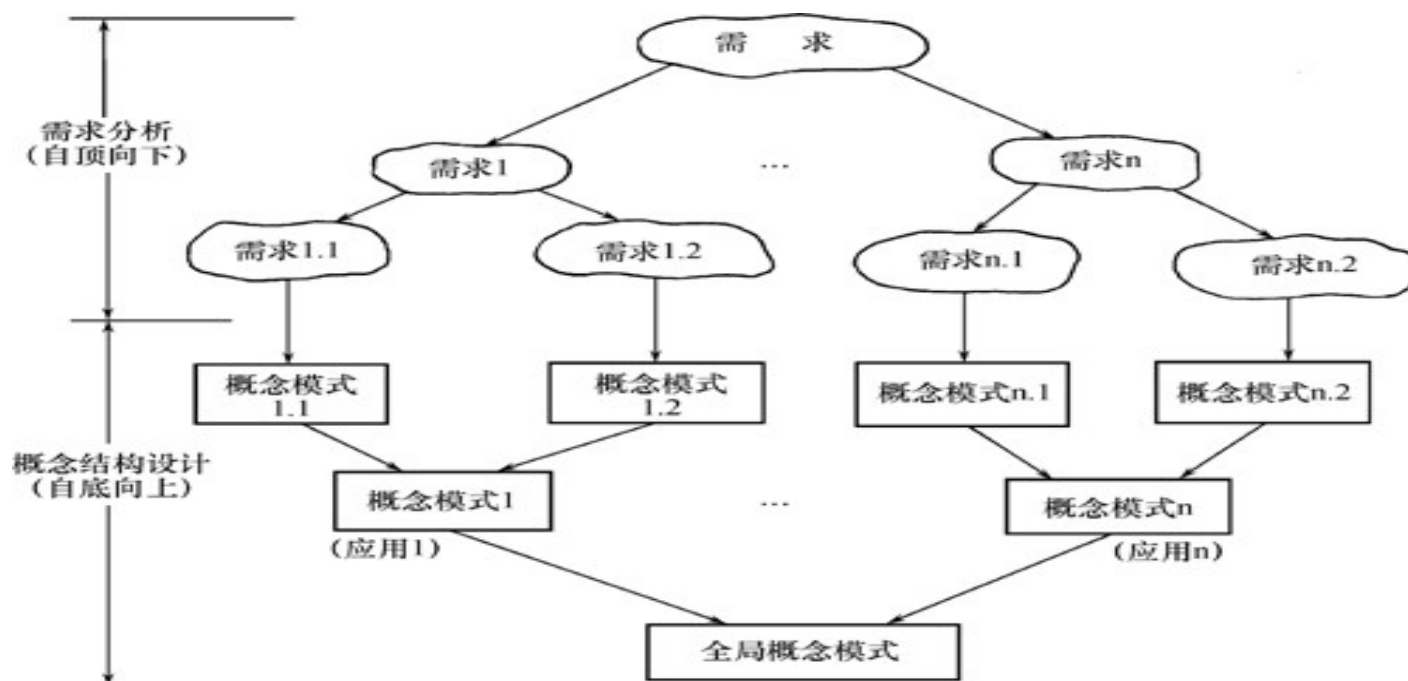 需 求
需求分析
(自顶向下)
需求1
...
需求n
需求1.1
需求1.2
需求n.1
需求n.2
概念模式
1.1
概念模式
1.2
概念模式n.1
概念模式n.2
概念结构设计
(自底向上)
概念模式1
...
概念模式n
(应用1)
(应用n)
全局概念模式